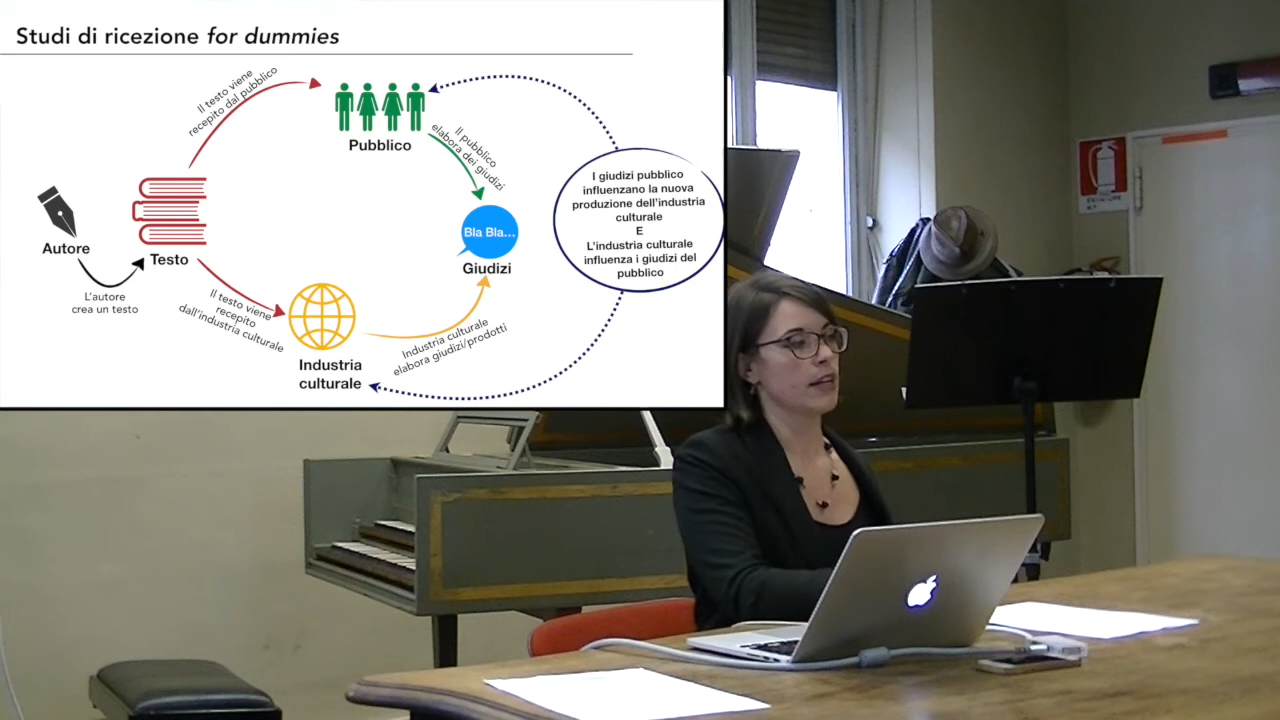 Studi di ricezione for dummies
Il testo viene
recepito dal pubblico
Pubblico
Il pubblico
elabora dei giudizi
I giudizi pubblico
influenzano la nuova
produzione dell'industria
culturale
E
L'industria culturale
influenza i giudizi del
pubblico
Autore
Testo
Bla Bla...
Giudizi
L'autore
crea un testo
Il testo viene
recepito
dall'industria culturale
Industria
culturale
Industria culturale
elabora giudizi/prodotti
ESTINTORE